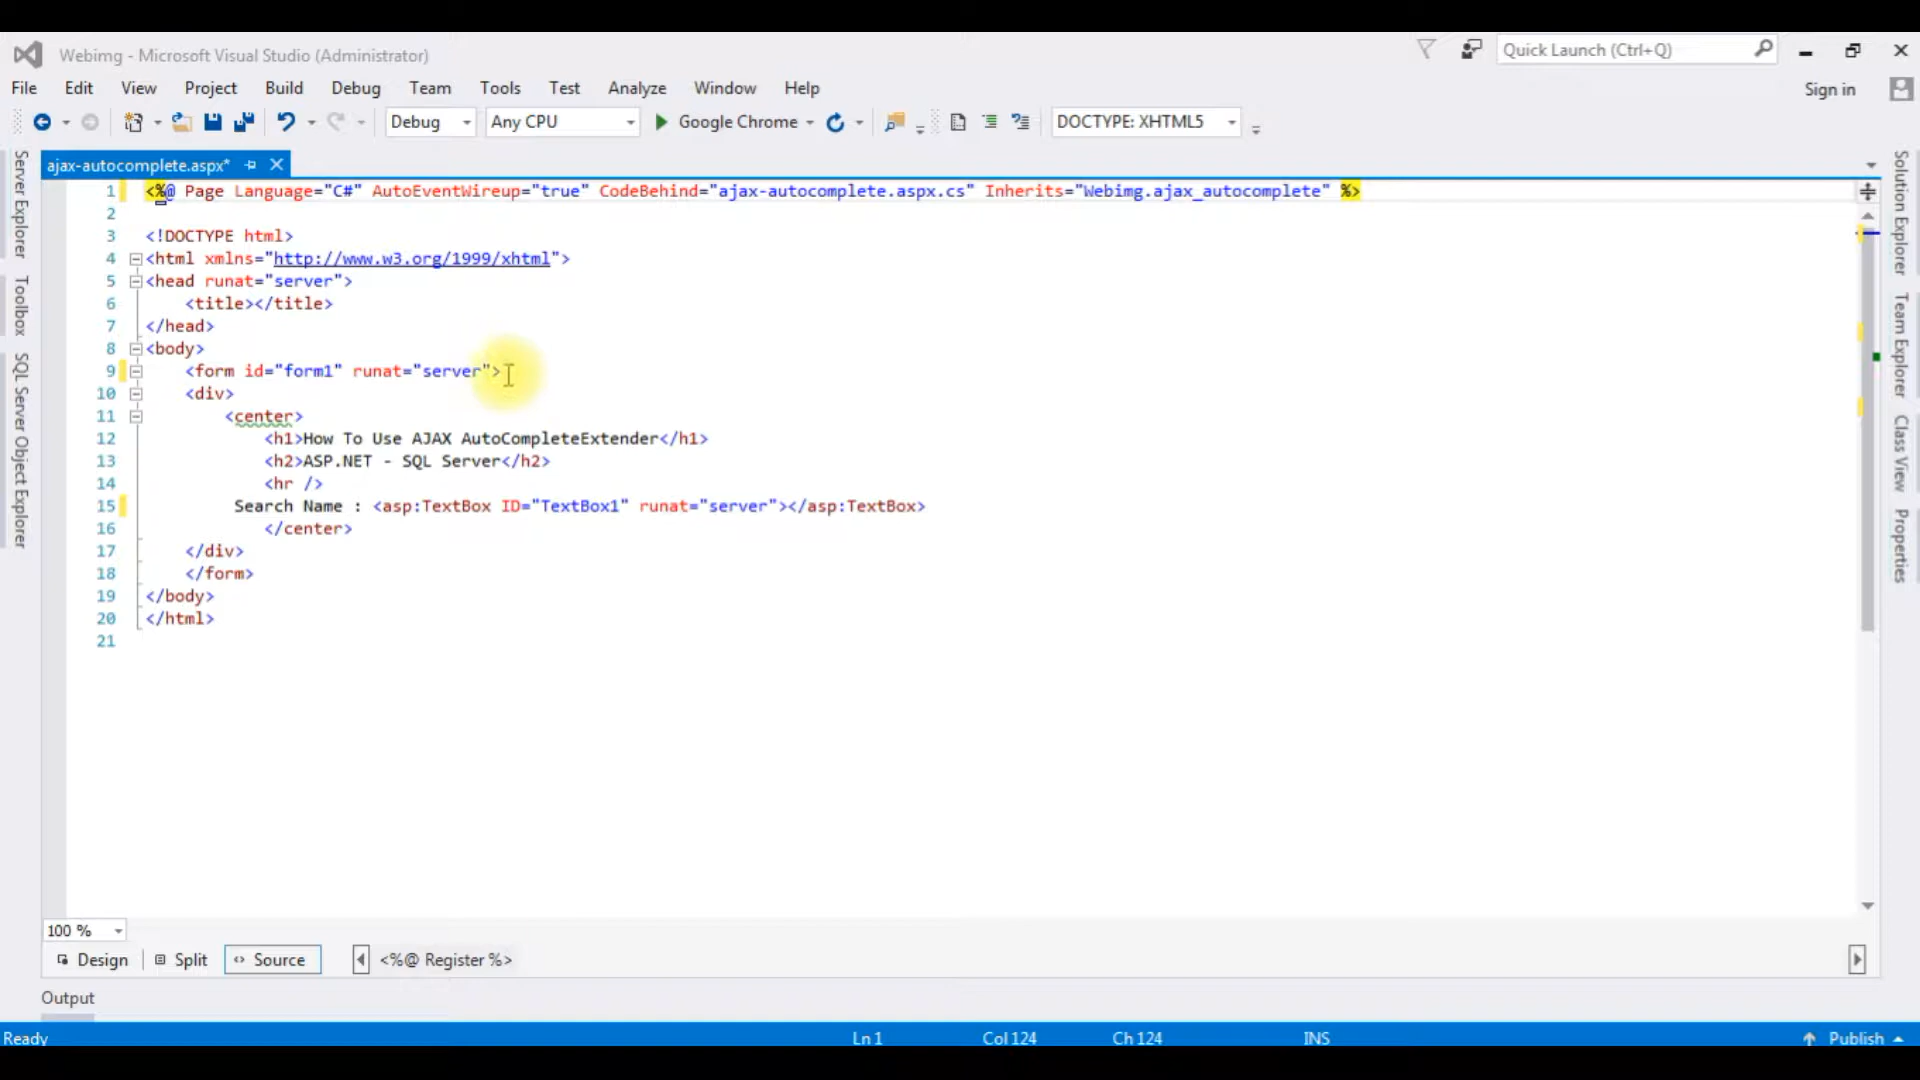 Webimg - Microsoft Visual Studio (Administrator)
Quick Launch (Ctrl+Q)
File Edit View Project Build Debug Team Tools Test Analyze Window Help
Sign in
Debug Any CPU Google Chrome DOCTYPE: XHTML5
ajax-autocomplete.aspx*
1 <%@ Page Language="C#" AutoEventWireup="true" CodeBehind="ajax-autocomplete.aspx.cs" Inherits="Webimg.ajax_autocomplete" %>
2
3 <!DOCTYPE html>
4 <html xmlns="http://www.w3.org/1999/xhtml">
5 <head runat="server">
6 <title></title>
7 </head>
8 <body>
9 <form id="form1" runat="server">
10 <div>
11 <center>
12 <h1>How To Use AJAX AutoCompleteExtender</h1>
13 <h2>ASP.NET - SQL Server</h2>
14 <hr />
15 Search Name : <asp:TextBox ID="TextBox1" runat="server"></asp:TextBox>
16 </center>
17 </div>
18 </form>
19 </body>
20 </html>
21
Server Explorer
Toolbox
SQL Server Object Explorer
Solution Explorer
Team Explorer
Class View
Properties
100 %
Design Split Source <%@ Register %>
Output
Ready Ln 1 Col 124 Ch 124 INS Publish